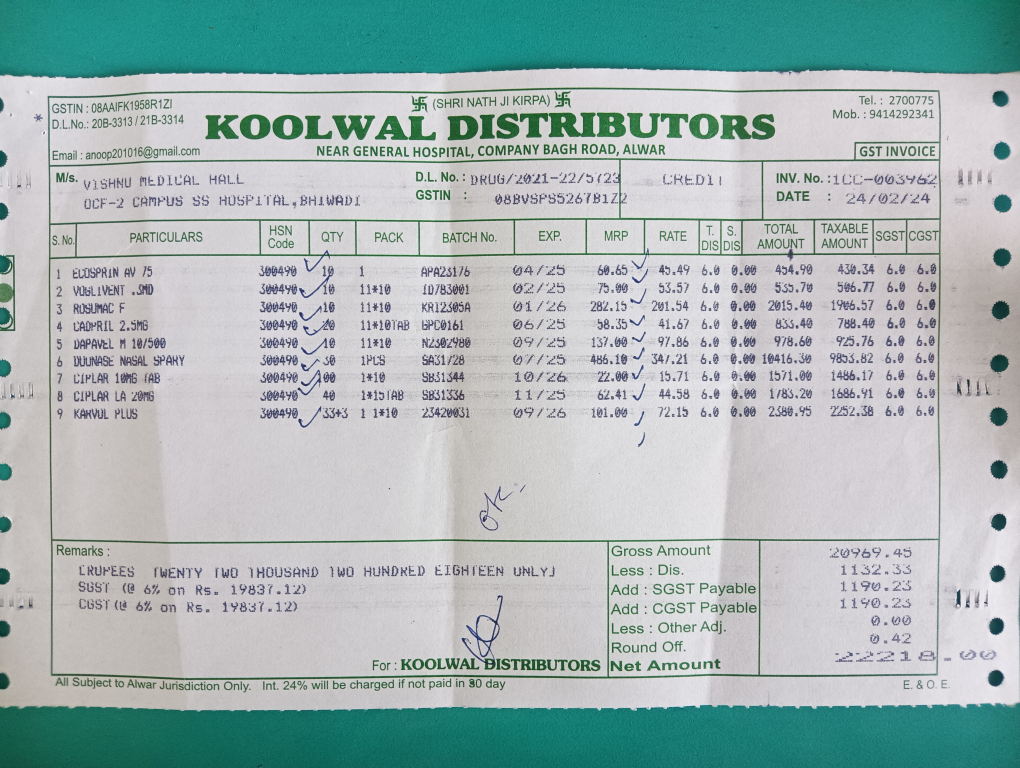 GSTIN : 08AAIFK1958R1ZI
卐 (SHRI NATH JI KIRPA) 卐
Tel. : 2700775
D.L.No.: 20B-3313 / 21B-3314
Mob. : 9414292341
KOOLWAL DISTRIBUTORS
Email : anoop201016@gmail.com
NEAR GENERAL HOSPITAL, COMPANY BAGH ROAD, ALWAR
GST INVOICE
M/s. VISHNU MEDICAL HALL
OCF-2 CAMPUS SS HOSPITAL,BHIWADI
D.L. No.: DRUG/2021-22/5723
GSTIN : 08BVSPS5267B1Z2
CREDIT
INV. No.:1CC-003962
DATE : 24/02/24
S. No. PARTICULARS HSN Code QTY PACK BATCH No. EXP. MRP RATE T. DIS S. DIS TOTAL AMOUNT TAXABLE AMOUNT SGST CGST
1 ECOSPRIN AV 75 300490 10 1 APA23176 04/25 60.65 45.49 6.0 0.00 454.90 430.34 6.0 6.0
2 VOGLIVENT .3MD 300490 10 11*10 1D783001 02/25 75.00 53.57 6.0 0.00 535.70 506.77 6.0 6.0
3 ROSUMAC F 300490 10 11*10 KR12305A 01/26 282.15 201.54 6.0 0.00 2015.40 1906.57 6.0 6.0
4 CADPRIL 2.5MG 300490 20 11*10TAB GPC0161 06/25 58.35 41.67 6.0 0.00 833.40 788.40 6.0 6.0
5 DAPAVEL M 10/500 300490 10 11*10 N2302980 09/25 137.00 97.86 6.0 0.00 978.60 925.76 6.0 6.0
6 DUONASE NASAL SPARY 300490 30 1PCS SA31728 07/25 486.10 347.21 6.0 0.00 10416.30 9853.82 6.0 6.0
7 CIPLAR 10MG TAB 300490 100 1*10 SB31344 10/26 22.00 15.71 6.0 0.00 1571.00 1486.17 6.0 6.0
8 CIPLAR LA 20MG 300490 40 1*15TAB SB31336 11/25 62.41 44.58 6.0 0.00 1783.20 1686.91 6.0 6.0
9 KARVOL PLUS 300490 33+3 1 1*10 23420031 09/26 101.00 72.15 6.0 0.00 2380.95 2252.38 6.0 6.0
ok.
Remarks :
[RUPEES TWENTY TWO THOUSAND TWO HUNDRED EIGHTEEN ONLY]
SGST (@ 6% on Rs. 19837.12)
CGST (@ 6% on Rs. 19837.12)
Gross Amount 20969.45
Less : Dis. 1132.33
Add : SGST Payable 1190.23
Add : CGST Payable 1190.23
Less : Other Adj. 0.00
Round Off. 0.42
For : KOOLWAL DISTRIBUTORS
Net Amount 22218.00
All Subject to Alwar Jurisdiction Only. Int. 24% will be charged if not paid in 30 day
E. & O. E.